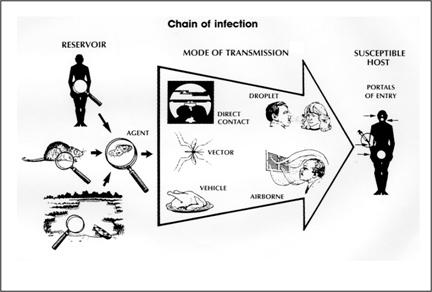 Chain of infection
RESERVOIR
MODE OF TRANSMISSION
SUSCEPTIBLE
HOST
PORTALS
OF ENTRY
AGENT
DIRECT
CONTACT
DROPLET
VECTOR
VEHICLE
AIRBORNE